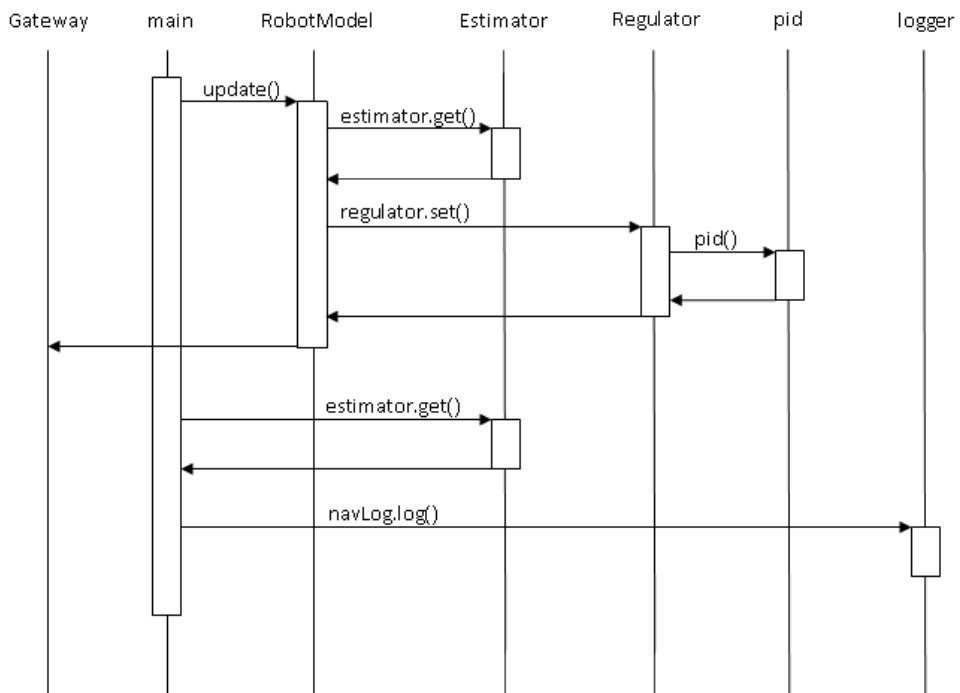 Gateway main RobotModel Estimator Regulator pid logger
update()
estimator.get()
regulator.set()
pid()
estimator.get()
navLog.log()